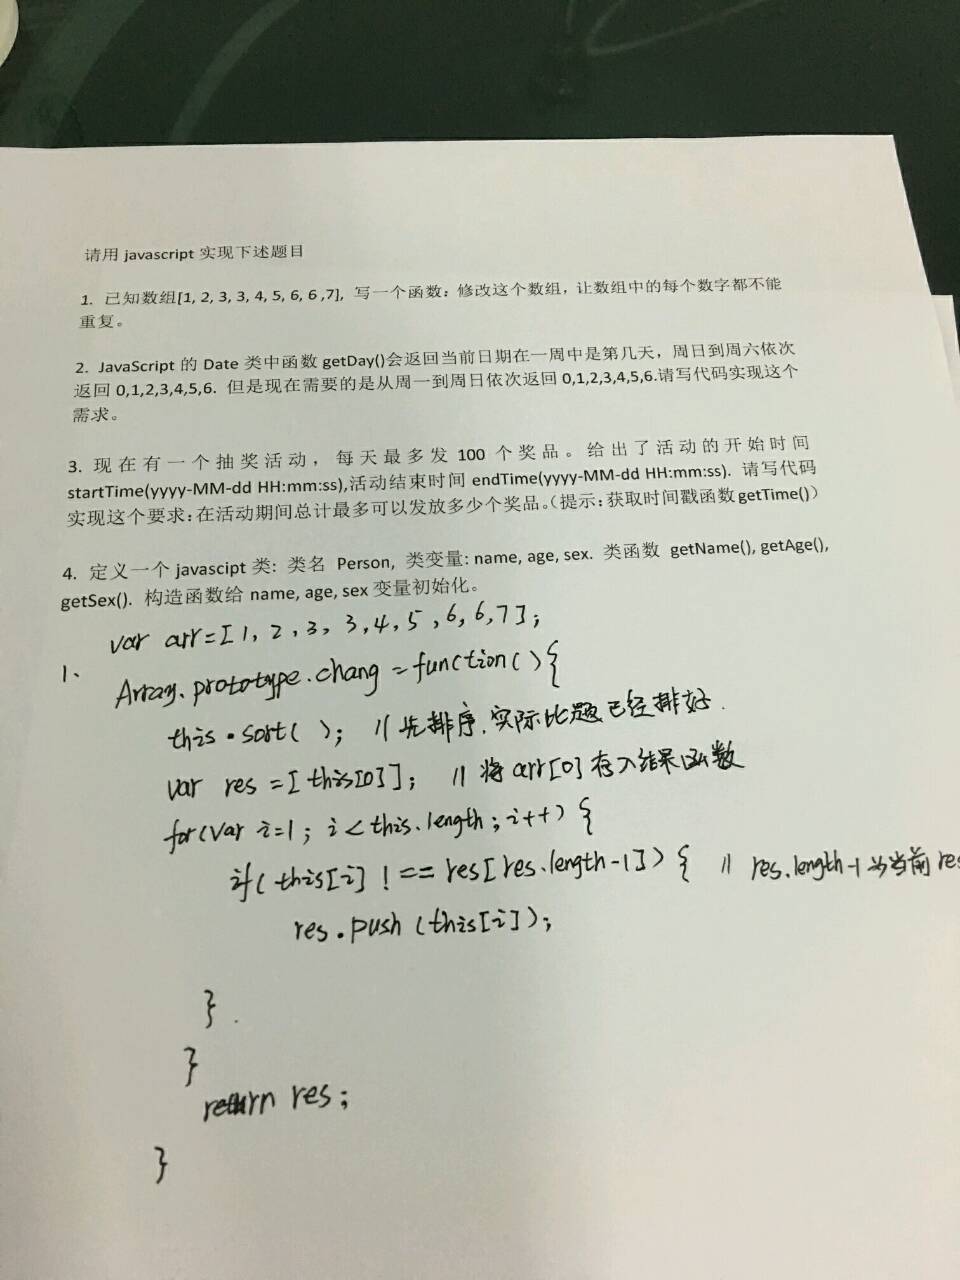 请用 javascript 实现下述题目
1. 已知数组[1, 2, 3, 3, 4, 5, 6, 6 ,7], 写一个函数：修改这个数组，让数组中的每个数字都不能
重复。
2. JavaScript 的 Date 类中函数 getDay()会返回当前日期在一周中是第几天，周日到周六依次
返回 0,1,2,3,4,5,6. 但是现在需要的是从周一到周日依次返回 0,1,2,3,4,5,6.请写代码实现这个
需求。
3. 现在有一个抽奖活动，每天最多发 100 个奖品。给出了活动的开始时间
startTime(yyyy-MM-dd HH:mm:ss),活动结束时间 endTime(yyyy-MM-dd HH:mm:ss). 请写代码
实现这个要求：在活动期间总计最多可以发放多少个奖品。（提示：获取时间戳函数 getTime()）
4. 定义一个 javascipt 类: 类名 Person, 类变量: name, age, sex. 类函数 getName(), getAge(),
getSex(). 构造函数给 name, age, sex 变量初始化。
var arr=[1, 2, 3, 3, 4, 5, 6, 6, 7];
1. Array.prototype.chang = function(){
this.sort( ); // 先排序.实际此题已经排好.
var res = [this[0]]; // 将 arr[0] 存入结果函数
for(var i=1; i<this.length; i++) {
if( this[i] !== res[res.length-1]) { // res.length-1 为当前 res
res.push (this[i]);
}
}
return res;
}